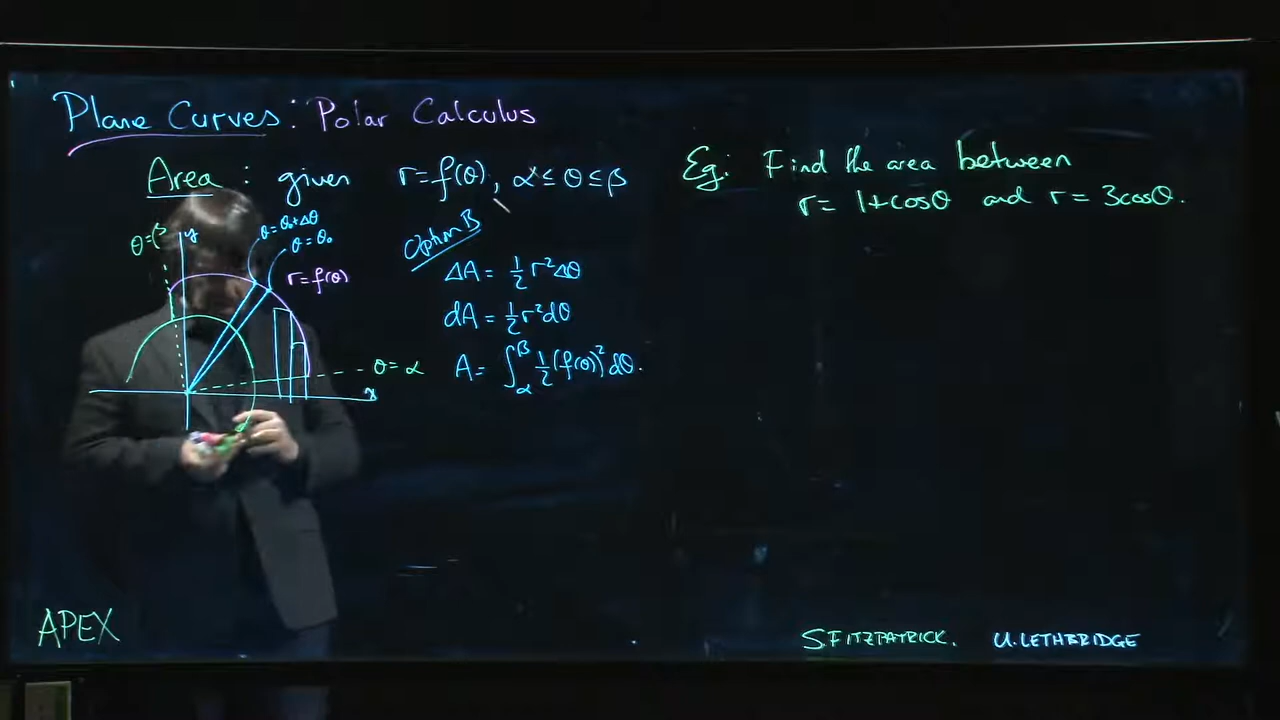 Plane Curves: Polar Calculus
Area: given r=f(θ), α≤θ≤β
θ=β
y
θ=θ₀+Δθ
θ=θ₀
r=f(θ)
θ=α
x
Option B
ΔA = ½r²Δθ
dA = ½r²dθ
A = ∫_α^β ½(f(θ))²dθ.
Eg: Find the area between
r= 1+cosθ and r= 3cosθ.
APEX
S.FITZPATRICK. U.LETHBRIDGE